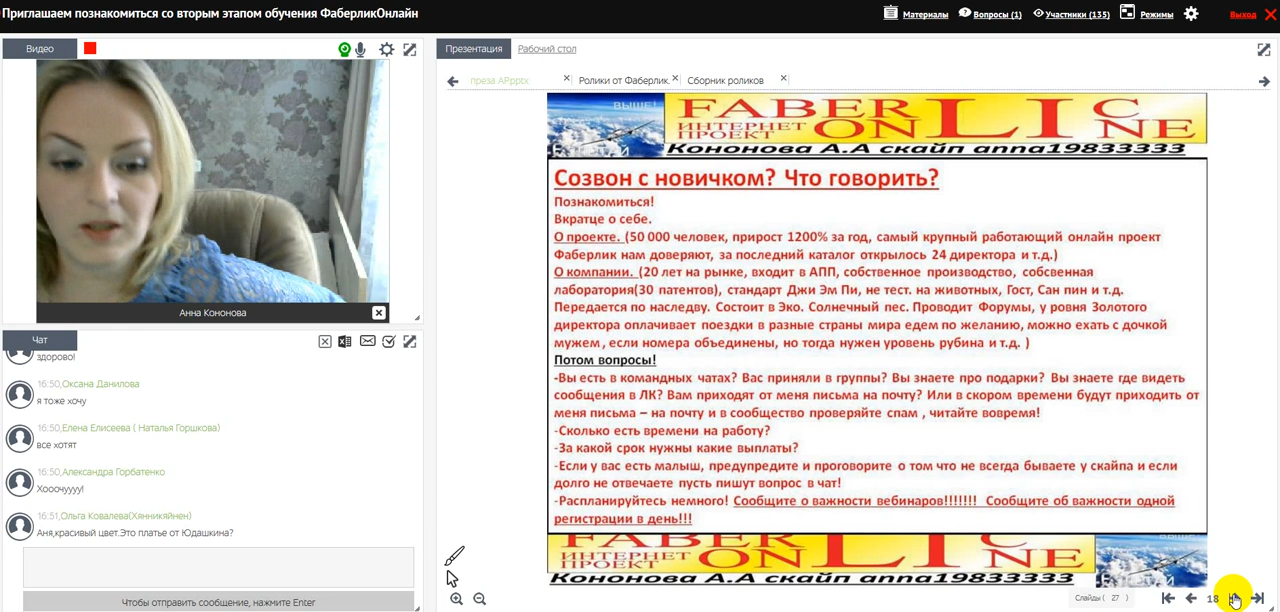 Приглашаем познакомиться со вторым этапом обучения ФаберликОнлайн
Материалы
Вопросы (1)
Участники (135)
Режимы
Выход
Видео
Анна Кононова
Чат
здорово!
16:50,Оксана Данилова
я тоже хочу
16:50,Елена Елисеева ( Наталья Горшкова)
все хотят
16:50,Александра Горбатенко
Хооочуууу!
16:51,Ольга Ковалева(Хянникяйнен)
Аня,красивый цвет.Это платье от Юдашкина?
Чтобы отправить сообщение, нажмите Enter
Презентация
Рабочий стол
преза АРpptx
Ролики от Фаберлик.
Сборник роликов
ВЫШЕ!
FABERLIC
ИНТЕРНЕТ
ПРОЕКТ
ONLINE
Кононова А.А скайп anna19833333
Созвон с новичком? Что говорить?
Познакомиться!
Вкратце о себе.
О проекте. (50 000 человек, прирост 1200% за год, самый крупный работающий онлайн проект
Фаберлик нам доверяют, за последний каталог открылось 24 директора и т.д.)
О компании. (20 лет на рынке, входит в АПП, собственное производство, собсвенная
лаборатория(30 патентов), стандарт Джи Эм Пи, не тест. на животных, Гост, Сан пин и т.д.
Передается по наследву. Состоит в Эко. Солнечный пес. Проводит Форумы, у ровня Золотого
директора оплачивает поездки в разные страны мира едем по желанию, можно ехать с дочкой
мужем , если номера объединены, но тогда нужен уровень рубина и т.д. )
Потом вопросы!
-Вы есть в командных чатах? Вас приняли в группы? Вы знаете про подарки? Вы знаете где видеть
сообщения в ЛК? Вам приходят от меня письма на почту? Или в скором времени будут приходить от
меня письма – на почту и в сообщество проверяйте спам , читайте вовремя!
-Сколько есть времени на работу?
-За какой срок нужны какие выплаты?
-Если у вас есть малыш, предупредите и проговорите о том что не всегда бываете у скайпа и если
долго не отвечаете пусть пишут вопрос в чат!
-Распланируйтесь немного! Сообщите о важности вебинаров!!!!!!! Сообщите об важности одной
регистрации в день!!!
FABERLIC
ИНТЕРНЕТ
ПРОЕКТ
ONLINE
Кононова А.А скайп anna19833333
Слайды ( 27 )
18